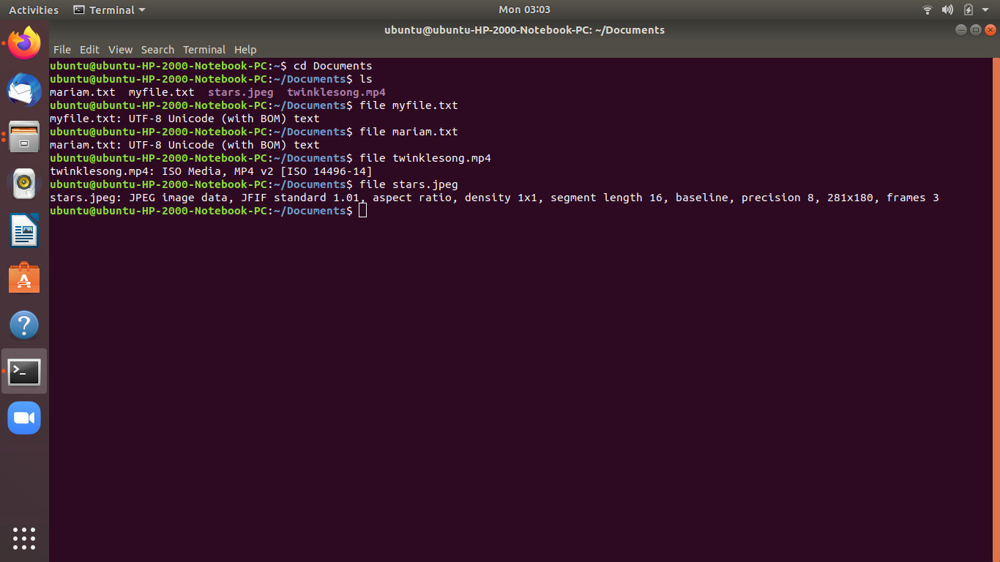 Activities Terminal Mon 03:03
ubuntu@ubuntu-HP-2000-Notebook-PC: ~/Documents
File Edit View Search Terminal Help
ubuntu@ubuntu-HP-2000-Notebook-PC:~$ cd Documents
ubuntu@ubuntu-HP-2000-Notebook-PC:~/Documents$ ls
mariam.txt  myfile.txt  stars.jpeg  twinklesong.mp4
ubuntu@ubuntu-HP-2000-Notebook-PC:~/Documents$ file myfile.txt
myfile.txt: UTF-8 Unicode (with BOM) text
ubuntu@ubuntu-HP-2000-Notebook-PC:~/Documents$ file mariam.txt
mariam.txt: UTF-8 Unicode (with BOM) text
ubuntu@ubuntu-HP-2000-Notebook-PC:~/Documents$ file twinklesong.mp4
twinklesong.mp4: ISO Media, MP4 v2 [ISO 14496-14]
ubuntu@ubuntu-HP-2000-Notebook-PC:~/Documents$ file stars.jpeg
stars.jpeg: JPEG image data, JFIF standard 1.01, aspect ratio, density 1x1, segment length 16, baseline, precision 8, 281x180, frames 3
ubuntu@ubuntu-HP-2000-Notebook-PC:~/Documents$